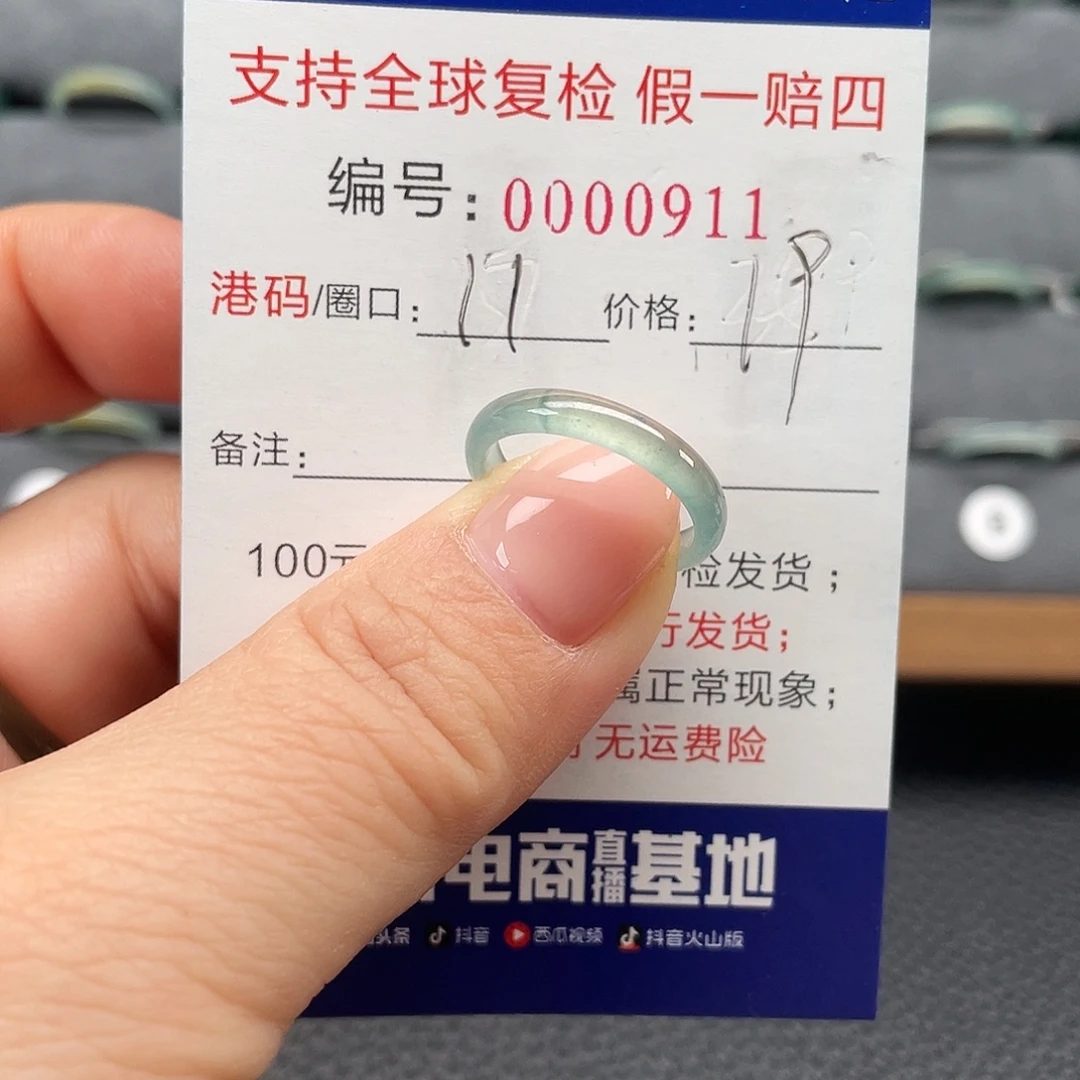 支持全球复检 假一赔四
编号：0000911
港码/圈口：17 价格：19
备注：
100元 检发货；
行发货；
属正常现象；
无运费险
电商直播基地
头条 抖音 西瓜视频 抖音火山版